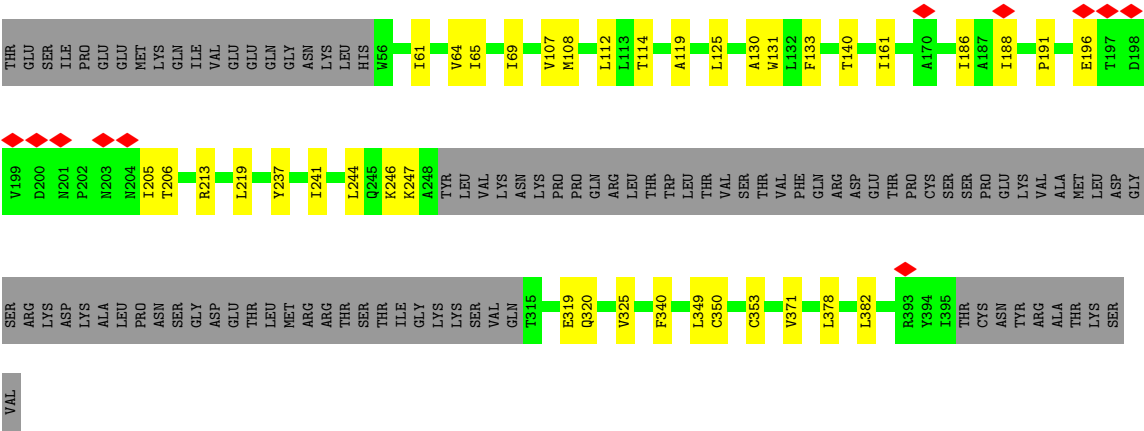 THR GLU SER ILE PRO GLU GLU MET LYS GLN ILE VAL GLU GLU GLN GLY ASN LYS LEU HIS W56 I61 V64 I65 I69 V107 M108 L112 L113 T114 A119 L125 A130 W131 L132 F133 T140 I161 A170 I186 A187 I188 P191 E196 T197 D198
V199 D200 N201 P202 N203 N204 I205 T206 R213 L219 Y237 I241 L244 Q245 K246 K247 A248 TYR LEU VAL LYS ASN LYS PRO PRO GLN ARG LEU THR TRP LEU THR VAL SER THR VAL PHE GLN ARG ASP GLU THR PRO CYS SER SER PRO GLU LYS VAL ALA MET LEU ASP GLY
SER ARG LYS ASP LYS ALA LEU PRO ASN SER GLY ASP GLU THR LEU MET ARG ARG THR SER THR ILE GLY LYS LYS SER VAL GLN T315 E319 Q320 V325 F340 L349 C350 C353 V371 L378 L382 R393 Y394 I395 THR CYS ASN TYR ARG ALA THR LYS SER
VAL